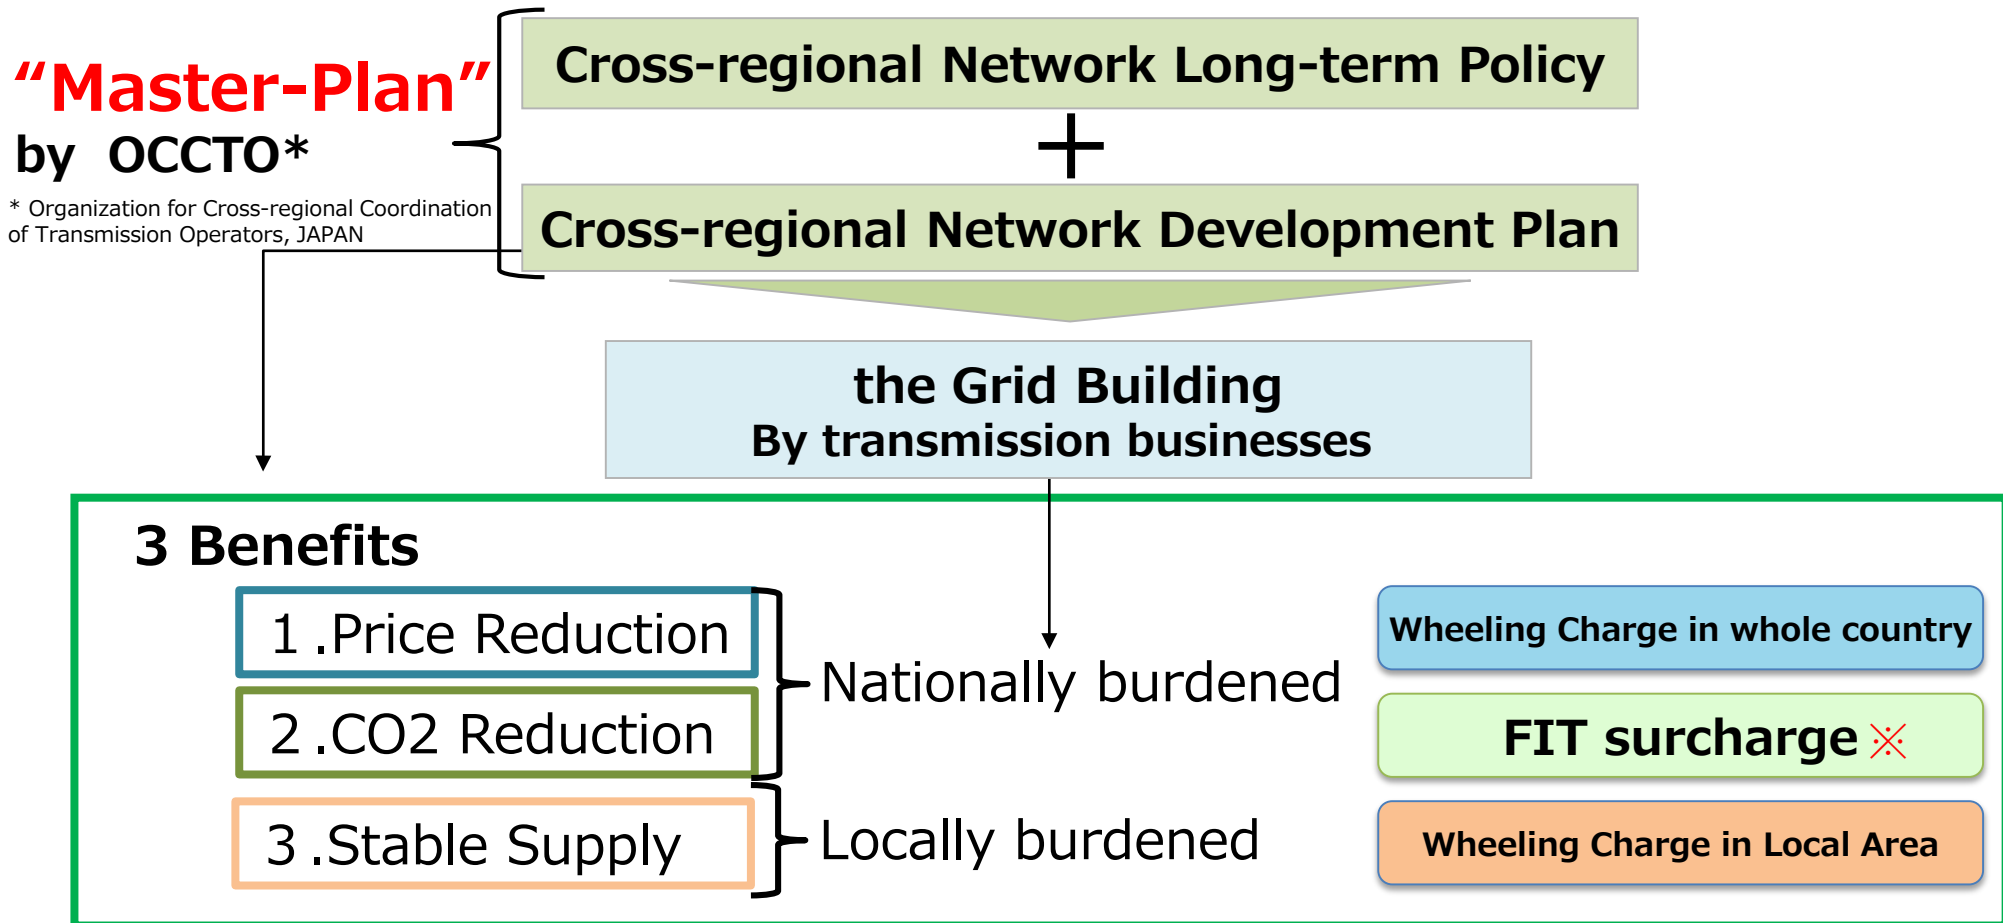 “Master-Plan”
by OCCTO*
* Organization for Cross-regional Coordination
of Transmission Operators, JAPAN
Cross-regional Network Long-term Policy
+
Cross-regional Network Development Plan
the Grid Building
By transmission businesses
3 Benefits
1.Price Reduction
2.CO2 Reduction
3.Stable Supply
Nationally burdened
Locally burdened
Wheeling Charge in whole country
FIT surcharge※
Wheeling Charge in Local Area